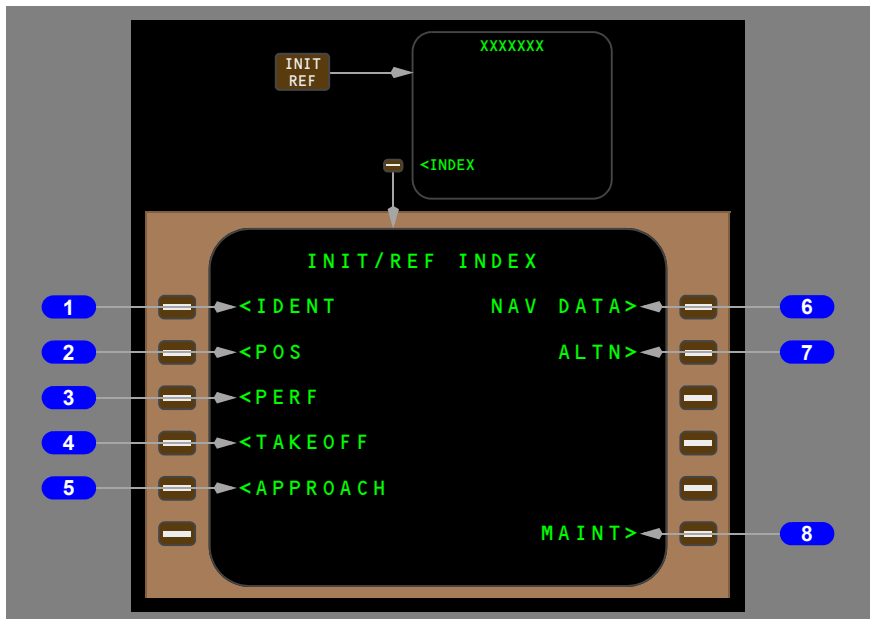 XXXXXXX
INIT
REF
<INDEX
INIT/REF INDEX
1 <IDENT NAV DATA> 6
2 <POS ALTN> 7
3 <PERF
4 <TAKEOFF
5 <APPROACH
MAINT> 8